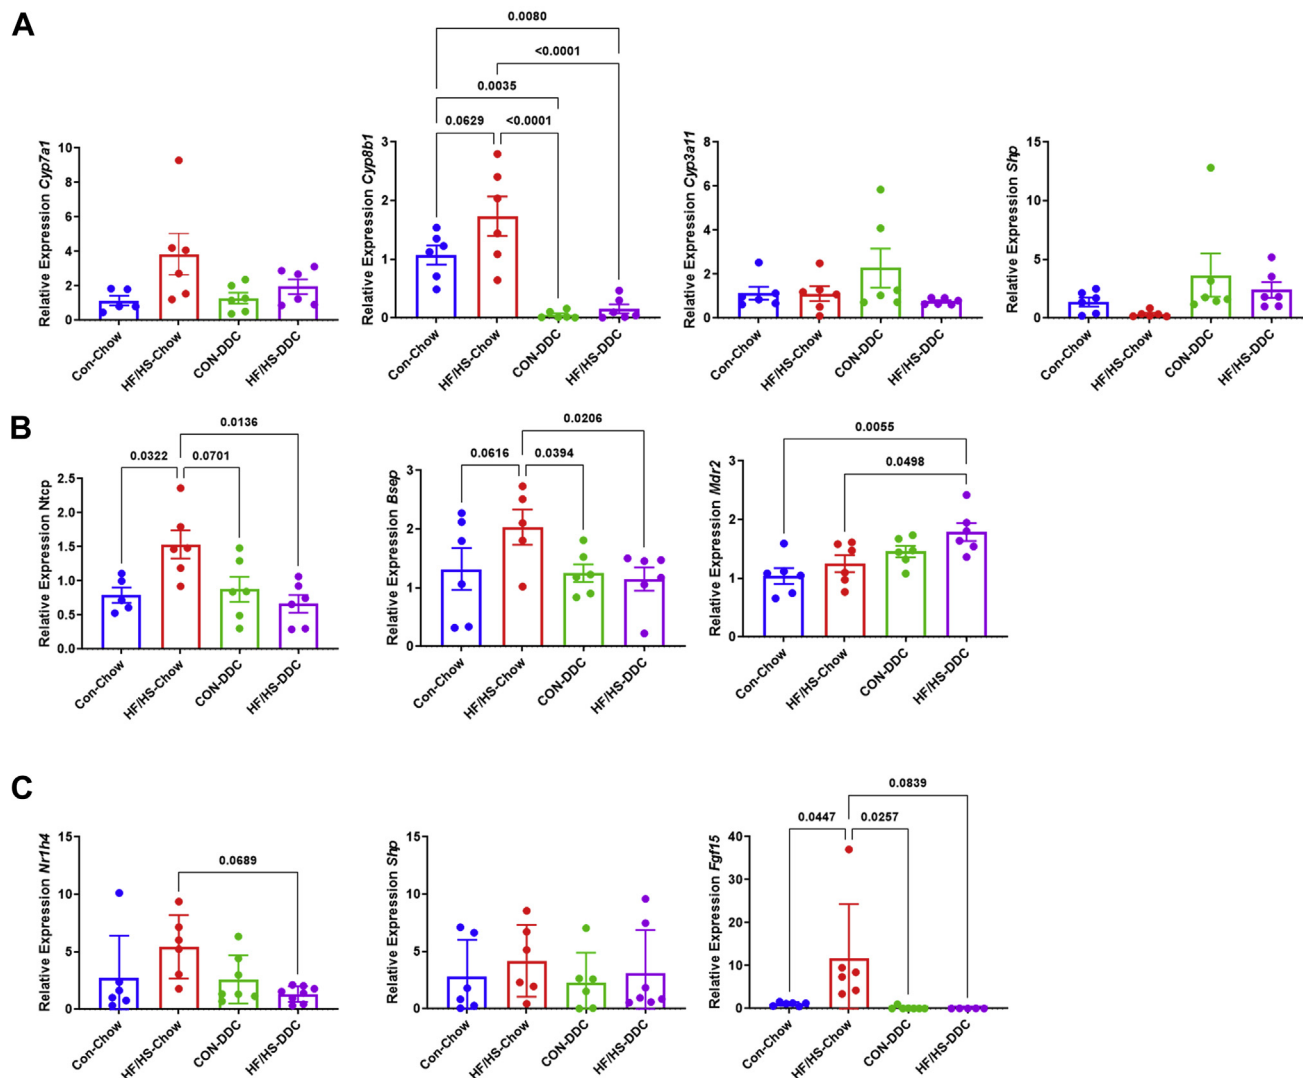 A
0.0080
<0.0001
0.0035
0.0629 <0.0001
Relative Expression Cyp7a1
10
8
6
4
2
0
Con-Chow
HF/HS-Chow
CON-DDC
HF/HS-DDC
Relative Expression Cyp8b1
3
2
1
0
Con-Chow
HF/HS-Chow
CON-DDC
HF/HS-DDC
Relative Expression Cyp3a11
8
6
4
2
0
Con-Chow
HF/HS-Chow
CON-DDC
HF/HS-DDC
Relative Expression Shp
15
10
5
0
Con-Chow
HF/HS-Chow
CON-DDC
HF/HS-DDC
B
0.0136
0.0322 0.0701
Relative Expression Ntcp
2.5
2.0
1.5
1.0
0.5
0.0
Con-Chow
HF/HS-Chow
CON-DDC
HF/HS-DDC
0.0206
0.0616 0.0394
Relative Expression Bsep
3
2
1
0
Con-Chow
HF/HS-Chow
CON-DDC
HF/HS-DDC
0.0055
0.0498
Relative Expression Mdr2
3
2
1
0
Con-Chow
HF/HS-Chow
CON-DDC
HF/HS-DDC
C
0.0689
Relative Expression Nr1h4
15
10
5
0
Con-Chow
HF/HS-Chow
CON-DDC
HF/HS-DDC
Relative Expression Shp
15
10
5
0
Con-Chow
HF/HS-Chow
CON-DDC
HF/HS-DDC
0.0839
0.0447 0.0257
Relative Expression Fgf15
40
30
20
10
0
Con-Chow
HF/HS-Chow
CON-DDC
HF/HS-DDC